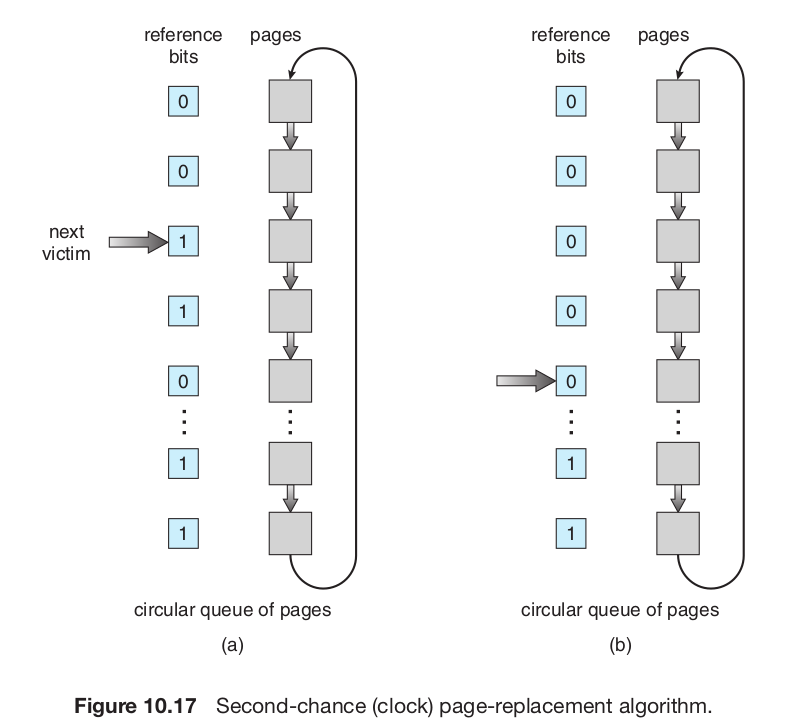 reference pages
bits
0
0
next
victim
1
1
0
1
1
circular queue of pages
(a)
reference pages
bits
0
0
0
0
0
1
1
circular queue of pages
(b)
Figure 10.17 Second-chance (clock) page-replacement algorithm.